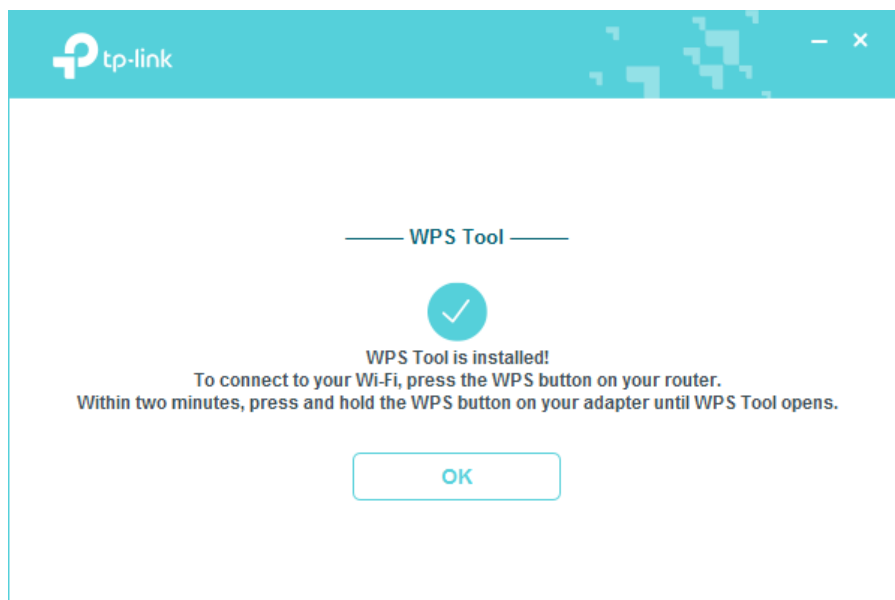 tp-link
WPS Tool
WPS Tool is installed!
To connect to your Wi-Fi, press the WPS button on your router.
Within two minutes, press and hold the WPS button on your adapter until WPS Tool opens.
OK